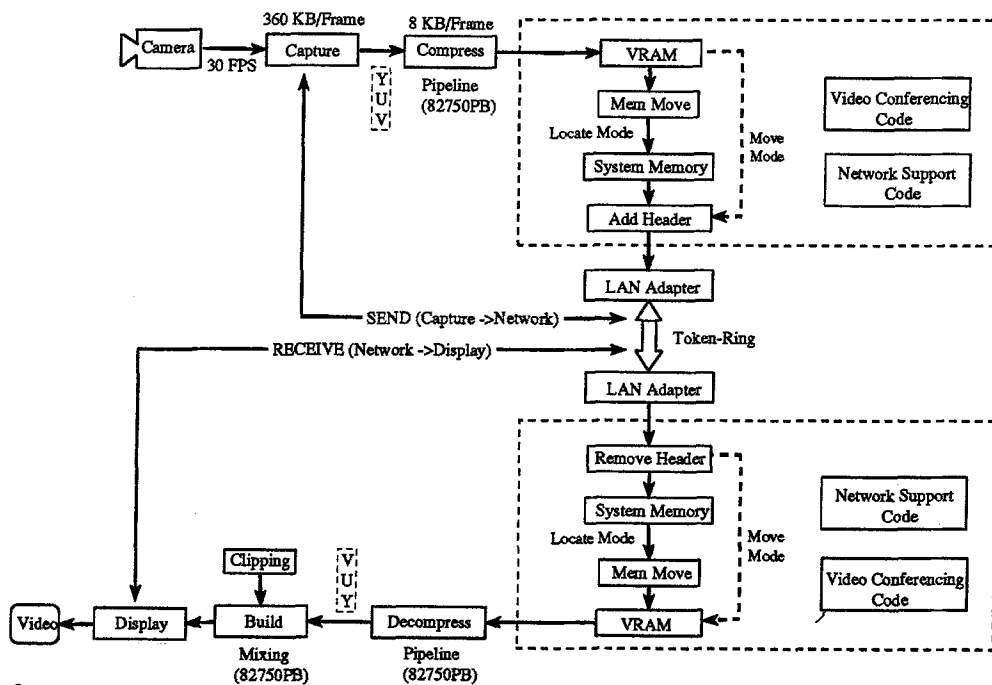 360 KB/Frame
8 KB/Frame
Camera
Capture
Compress
30 FPS
Y
U
V
Pipeline
(82750PB)
VRAM
Mem Move
Locate Mode
Move
Mode
System Memory
Add Header
Video Conferencing
Code
Network Support
Code
LAN Adapter
SEND (Capture ->Network)
Token-Ring
RECEIVE (Network ->Display)
LAN Adapter
Remove Header
System Memory
Locate Mode
Move
Mode
Mem Move
VRAM
Network Support
Code
Video Conferencing
Code
Clipping
V
U
Y
Video
Display
Build
Decompress
Mixing
(82750PB)
Pipeline
(82750PB)